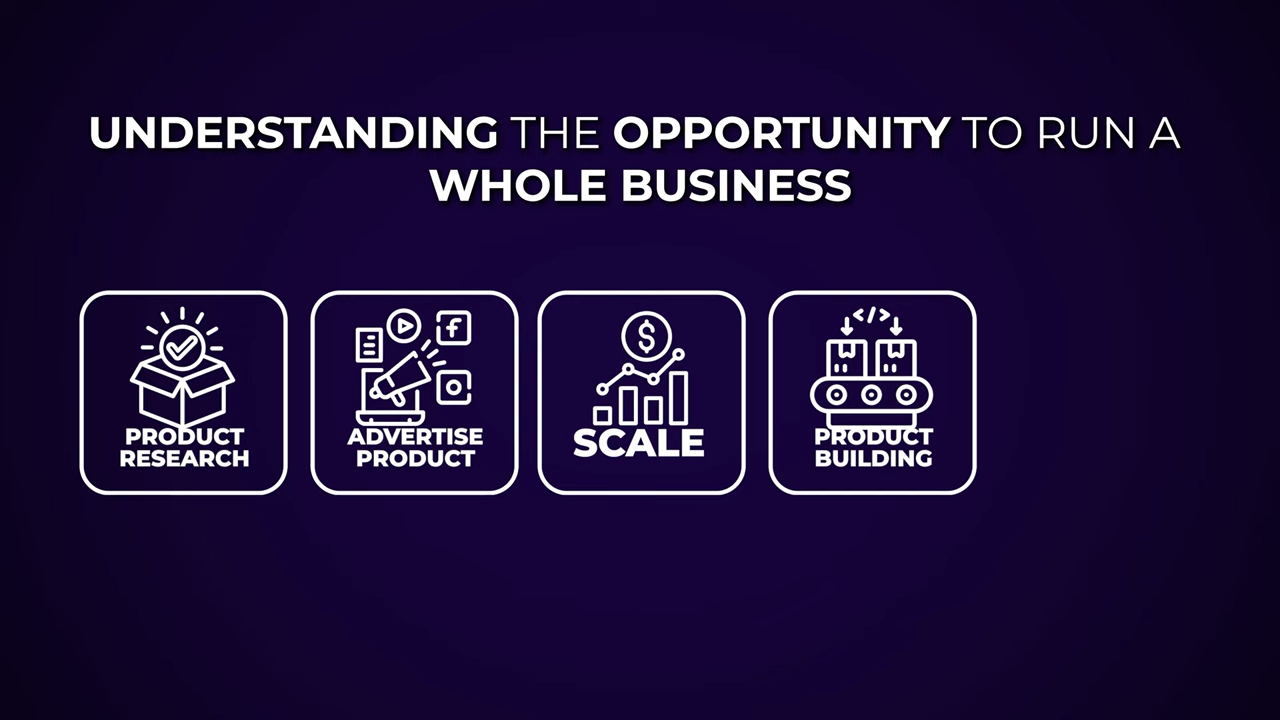 UNDERSTANDING THE OPPORTUNITY TO RUN A
WHOLE BUSINESS
PRODUCT
RESEARCH
ADVERTISE
PRODUCT
SCALE
PRODUCT
BUILDING